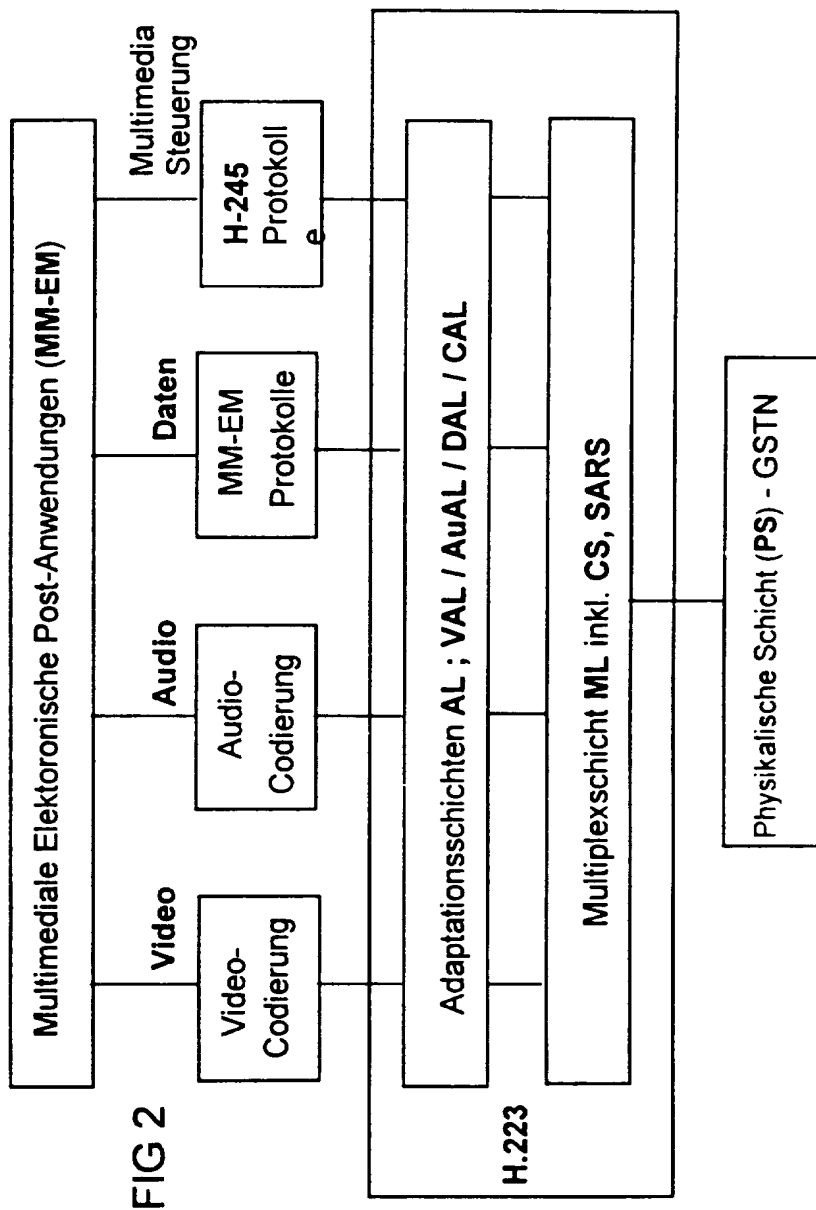 FIG 2
Multimediale Elektoronische Post-Anwendungen (MM-EM)
Video
Audio
Daten
Multimedia
Steuerung
Video-
Codierung
Audio-
Codierung
MM-EM
Protokolle
H-245
Protokoll
e
H.223
Adaptationsschichten AL ; VAL / AuAL / DAL / CAL
Multiplexschicht ML inkl. CS, SARS
Physikalische Schicht (PS) - GSTN